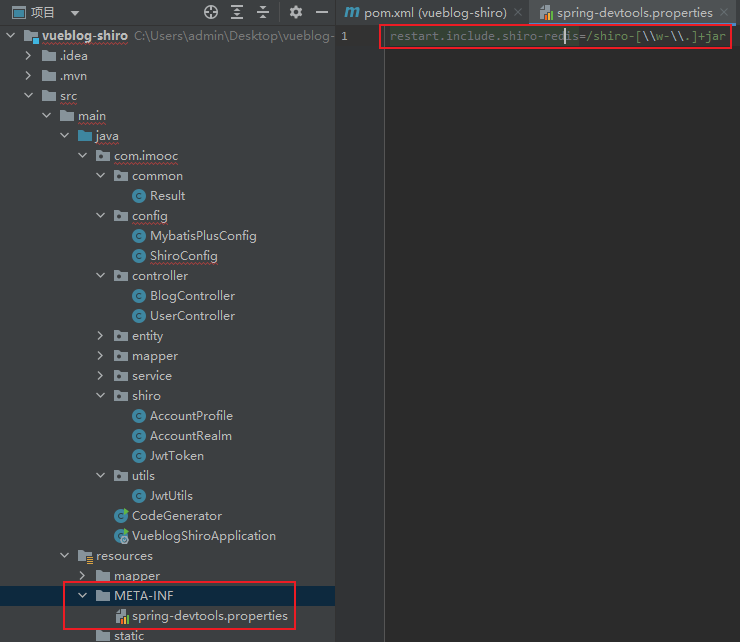 项目
pom.xml (vueblog-shiro)
spring-devtools.properties
vueblog-shiro C:\Users\admin\Desktop\vueblog-
1
restart.include.shiro-redis=/shiro-[\\w-\\.]+jar
.idea
.mvn
src
main
java
com.imooc
common
Result
config
MybatisPlusConfig
ShiroConfig
controller
BlogController
UserController
entity
mapper
service
shiro
AccountProfile
AccountRealm
JwtToken
utils
JwtUtils
CodeGenerator
VueblogShiroApplication
resources
mapper
META-INF
spring-devtools.properties
static